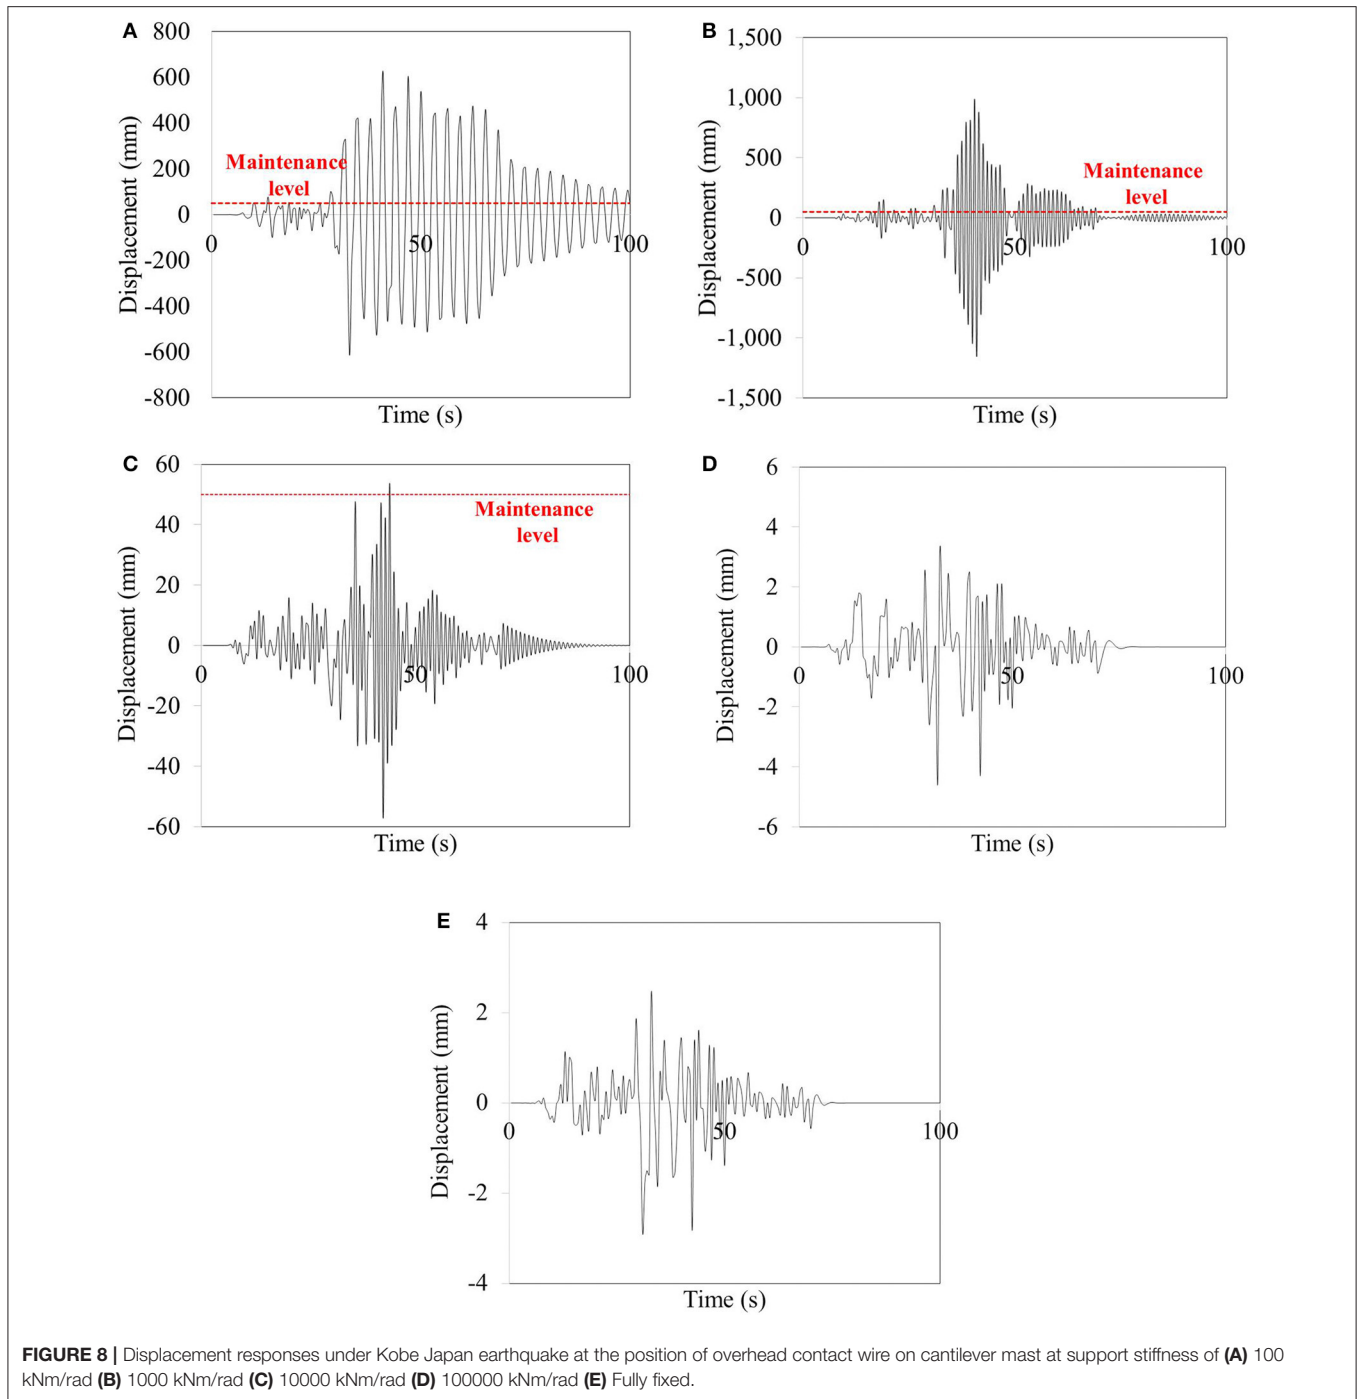 A
800
600
400
200
0
-200
-400
-600
-800
Displacement (mm)
Maintenance
level
0
50
100
Time (s)
B
1,500
1,000
500
0
-500
-1,000
-1,500
Displacement (mm)
Maintenance
level
0
50
100
Time (s)
C
60
40
20
0
-20
-40
-60
Displacement (mm)
Maintenance
level
0
50
100
Time (s)
D
6
4
2
0
-2
-4
-6
Displacement (mm)
0
50
100
Time (s)
E
4
2
0
-2
-4
Displacement (mm)
0
50
100
Time (s)
FIGURE 8 | Displacement responses under Kobe Japan earthquake at the position of overhead contact wire on cantilever mast at support stiffness of (A) 100
kNm/rad (B) 1000 kNm/rad (C) 10000 kNm/rad (D) 100000 kNm/rad (E) Fully fixed.